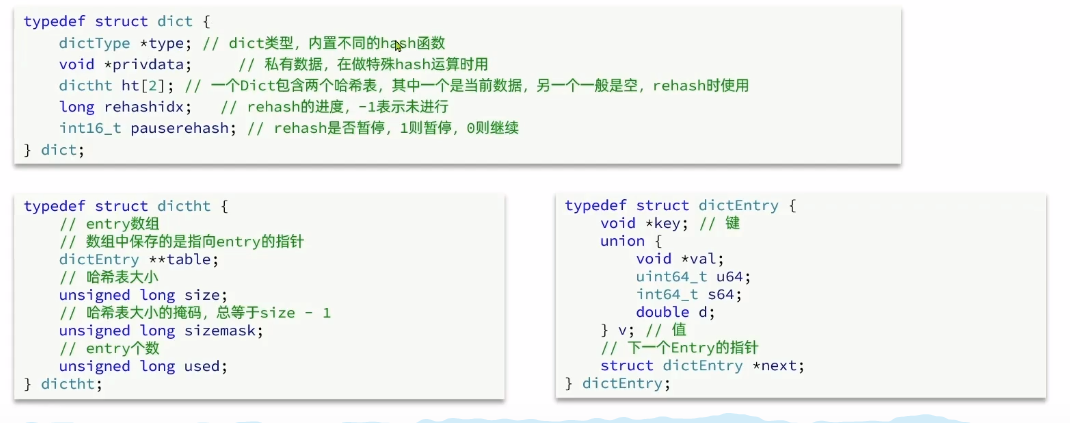 typedef struct dict {
    dictType *type; // dict类型，内置不同的hash函数
    void *privdata;     // 私有数据，在做特殊hash运算时用
    dictht ht[2]; // 一个Dict包含两个哈希表，其中一个是当前数据，另一个一般是空，rehash时使用
    long rehashidx;   // rehash的进度，-1表示未进行
    int16_t pauserehash; // rehash是否暂停，1则暂停，0则继续
} dict;
typedef struct dictht {
    // entry数组
    // 数组中保存的是指向entry的指针
    dictEntry **table;
    // 哈希表大小
    unsigned long size;
    // 哈希表大小的掩码，总等于size - 1
    unsigned long sizemask;
    // entry个数
    unsigned long used;
} dictht;
typedef struct dictEntry {
    void *key; // 键
    union {
        void *val;
        uint64_t u64;
        int64_t s64;
        double d;
    } v; // 值
    // 下一个Entry的指针
    struct dictEntry *next;
} dictEntry;